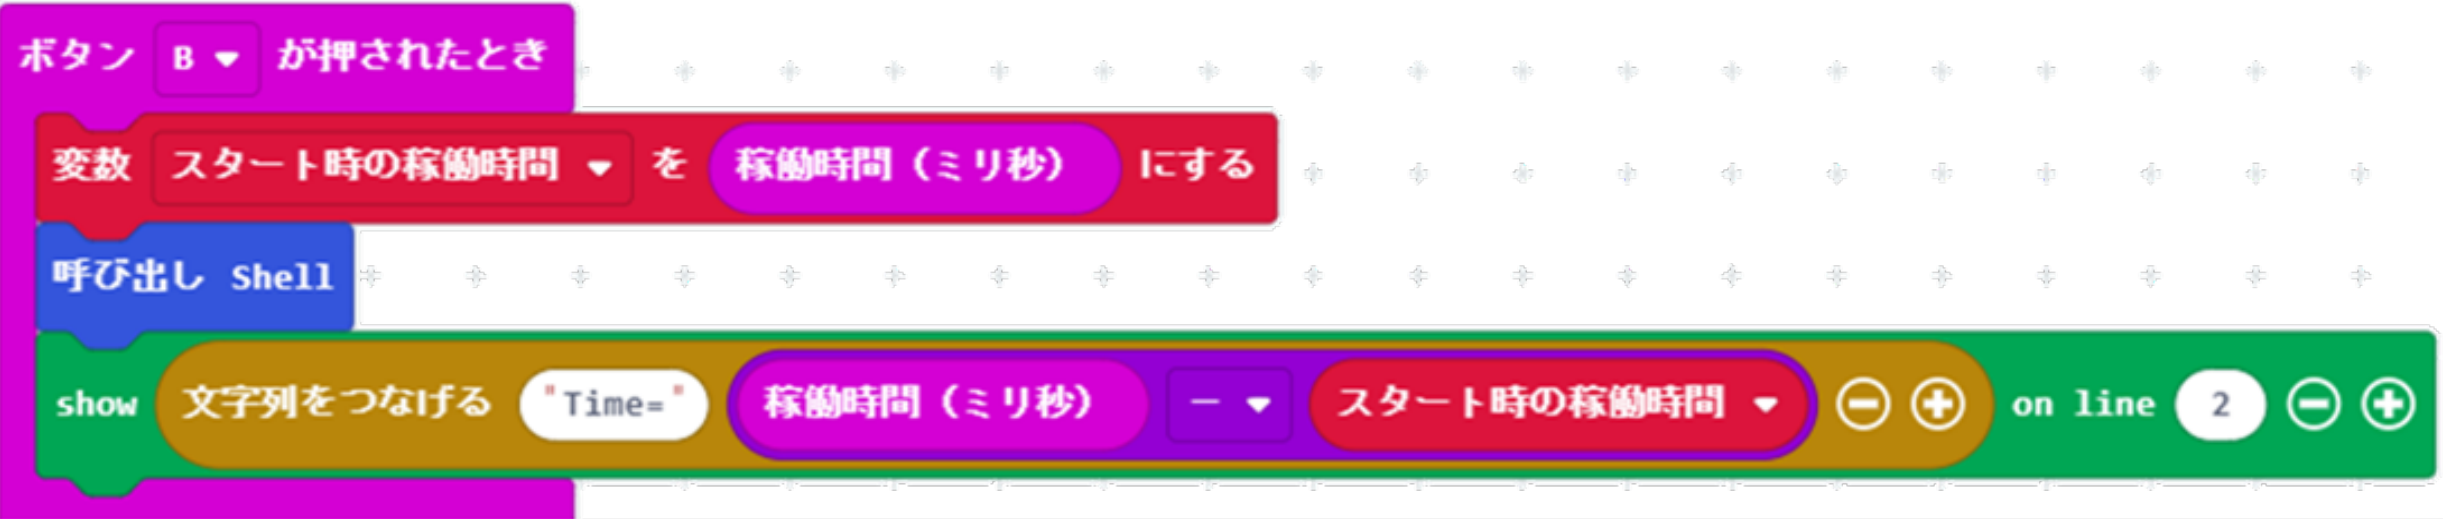 ボタン B が押されたとき
変数 スタート時の稼働時間 を 稼働時間（ミリ秒） にする
呼び出し Shell
show 文字列をつなげる "Time=" 稼働時間（ミリ秒） － スタート時の稼働時間 on line 2